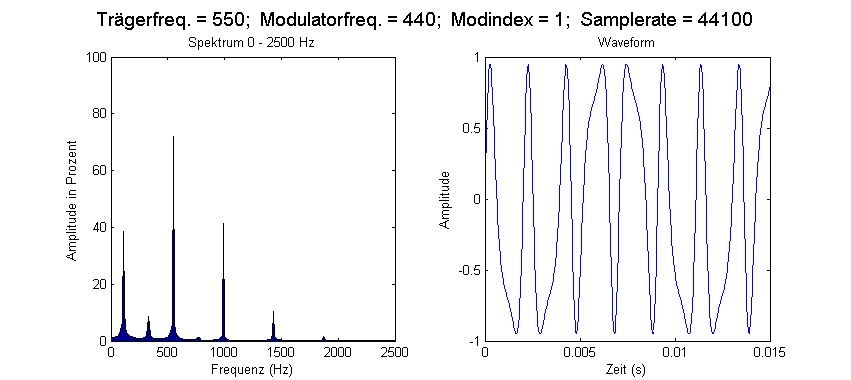 Trägerfreq. = 550;  Modulatorfreq. = 440;  Modindex = 1;  Samplerate = 44100
Spektrum 0 - 2500 Hz
100
80
60
40
20
0
Amplitude in Prozent
0 500 1000 1500 2000 2500
Frequenz (Hz)
Waveform
1
0.5
0
-0.5
-1
Amplitude
0 0.005 0.01 0.015
Zeit (s)